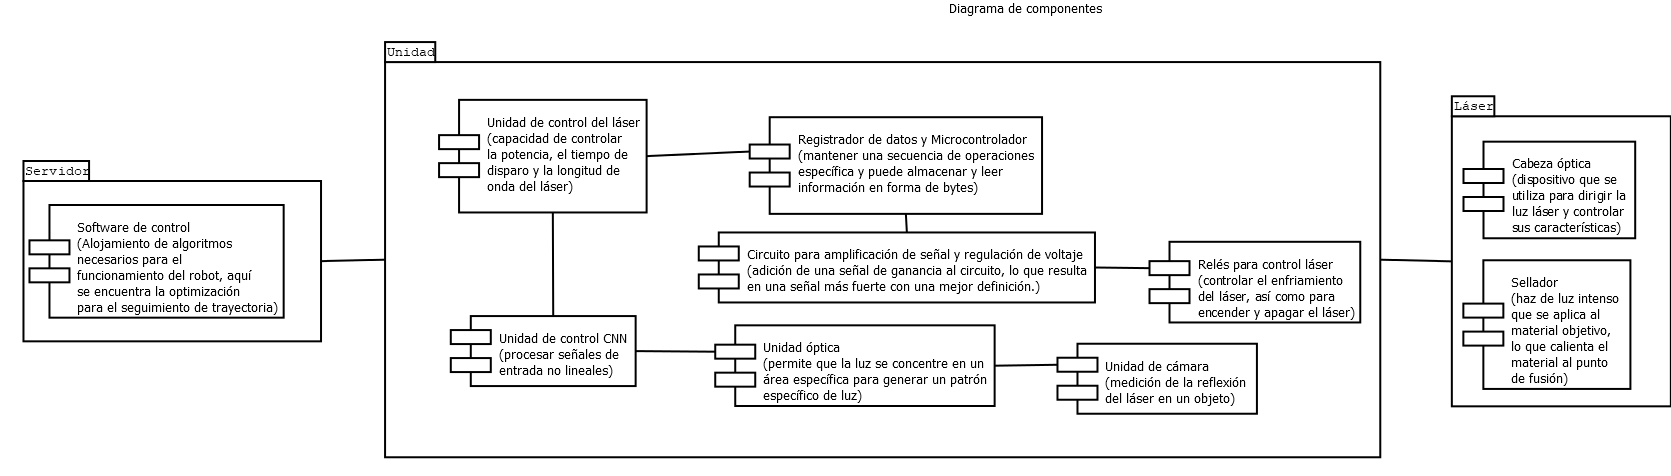 Diagrama de componentes
Servidor
Software de control
(Alojamiento de algoritmos
necesarios para el
funcionamiento del robot, aquí
se encuentra la optimización
para el seguimiento de trayectoria)
Unidad
Unidad de control del láser
(capacidad de controlar
la potencia, el tiempo de
disparo y la longitud de
onda del láser)
Registrador de datos y Microcontrolador
(mantener una secuencia de operaciones
específica y puede almacenar y leer
información en forma de bytes)
Circuito para amplificación de señal y regulación de voltaje
(adición de una señal de ganancia al circuito, lo que resulta
en una señal más fuerte con una mejor definición.)
Relés para control láser
(controlar el enfriamiento
del láser, así como para
encender y apagar el láser)
Unidad de control CNN
(procesar señales de
entrada no lineales)
Unidad óptica
(permite que la luz se concentre en un
área específica para generar un patrón
específico de luz)
Unidad de cámara
(medición de la reflexión
del láser en un objeto)
Láser
Cabeza óptica
(dispositivo que se
utiliza para dirigir la
luz láser y controlar
sus características)
Sellador
(haz de luz intenso
que se aplica al
material objetivo,
lo que calienta el
material al punto
de fusión)